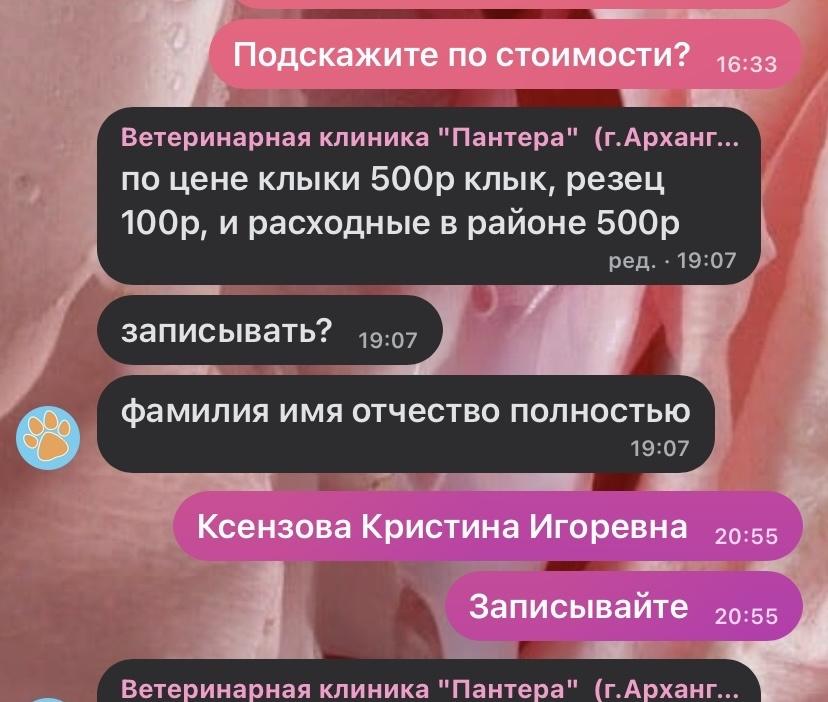 Подскажите по стоимости? 16:33
Ветеринарная клиника "Пантера" (г.Арханг...
по цене клыки 500р клык, резец
100р, и расходные в районе 500р
ред. · 19:07
записывать? 19:07
фамилия имя отчество полностью
19:07
Ксензова Кристина Игоревна 20:55
Записывайте 20:55
Ветеринарная клиника "Пантера" (г.Арханг...